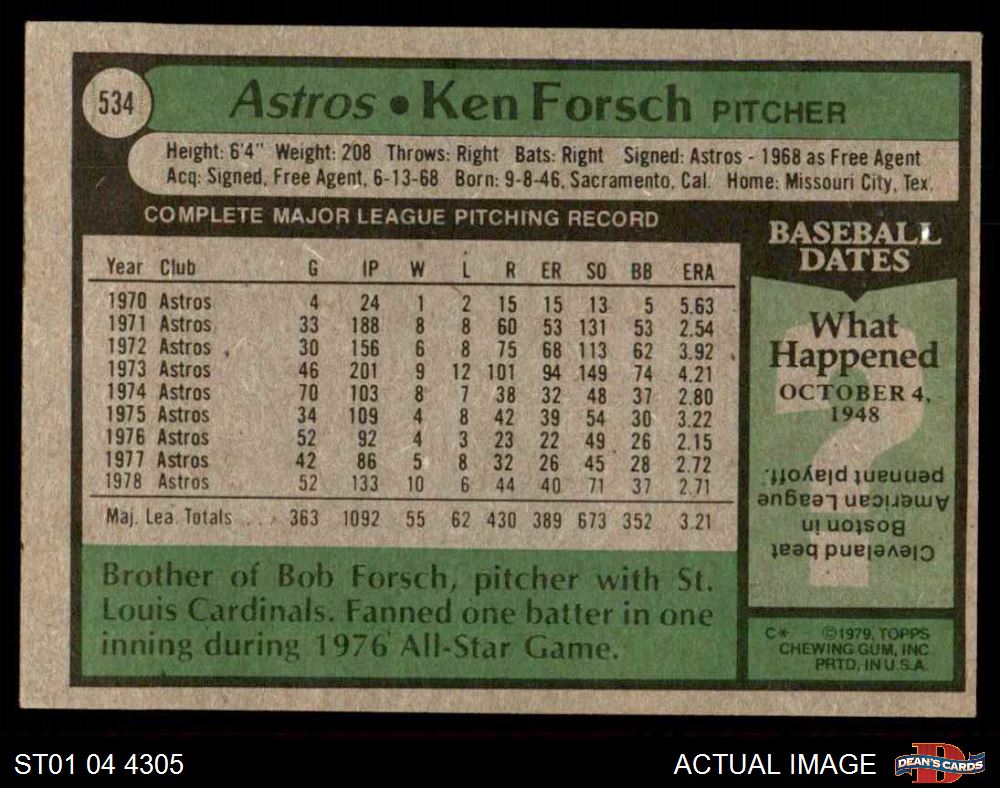 534
Astros • Ken Forsch PITCHER
Height: 6'4" Weight: 208 Throws: Right Bats: Right Signed: Astros - 1968 as Free Agent
Acq: Signed, Free Agent, 6-13-68 Born: 9-8-46, Sacramento, Cal. Home: Missouri City, Tex.
COMPLETE MAJOR LEAGUE PITCHING RECORD
Year Club G IP W L R ER SO BB ERA
1970 Astros 4 24 1 2 15 15 13 5 5.63
1971 Astros 33 188 8 8 60 53 131 53 2.54
1972 Astros 30 156 6 8 75 68 113 62 3.92
1973 Astros 46 201 9 12 101 94 149 74 4.21
1974 Astros 70 103 8 7 38 32 48 37 2.80
1975 Astros 34 109 4 8 42 39 54 30 3.22
1976 Astros 52 92 4 3 23 22 49 26 2.15
1977 Astros 42 86 5 8 32 26 45 28 2.72
1978 Astros 52 133 10 6 44 40 71 37 2.71
Maj. Lea. Totals ... 363 1092 55 62 430 389 673 352 3.21
Brother of Bob Forsch, pitcher with St.
Louis Cardinals. Fanned one batter in one
inning during 1976 All-Star Game.
BASEBALL
DATES
What
Happened
OCTOBER 4,
1948
?
Cleveland beat
Boston in
American League
pennant playoff.
C* ©1979, TOPPS
CHEWING GUM, INC.
PRTD. IN U.S.A.
ST01 04 4305
ACTUAL IMAGE
D
DEAN'S CARDS